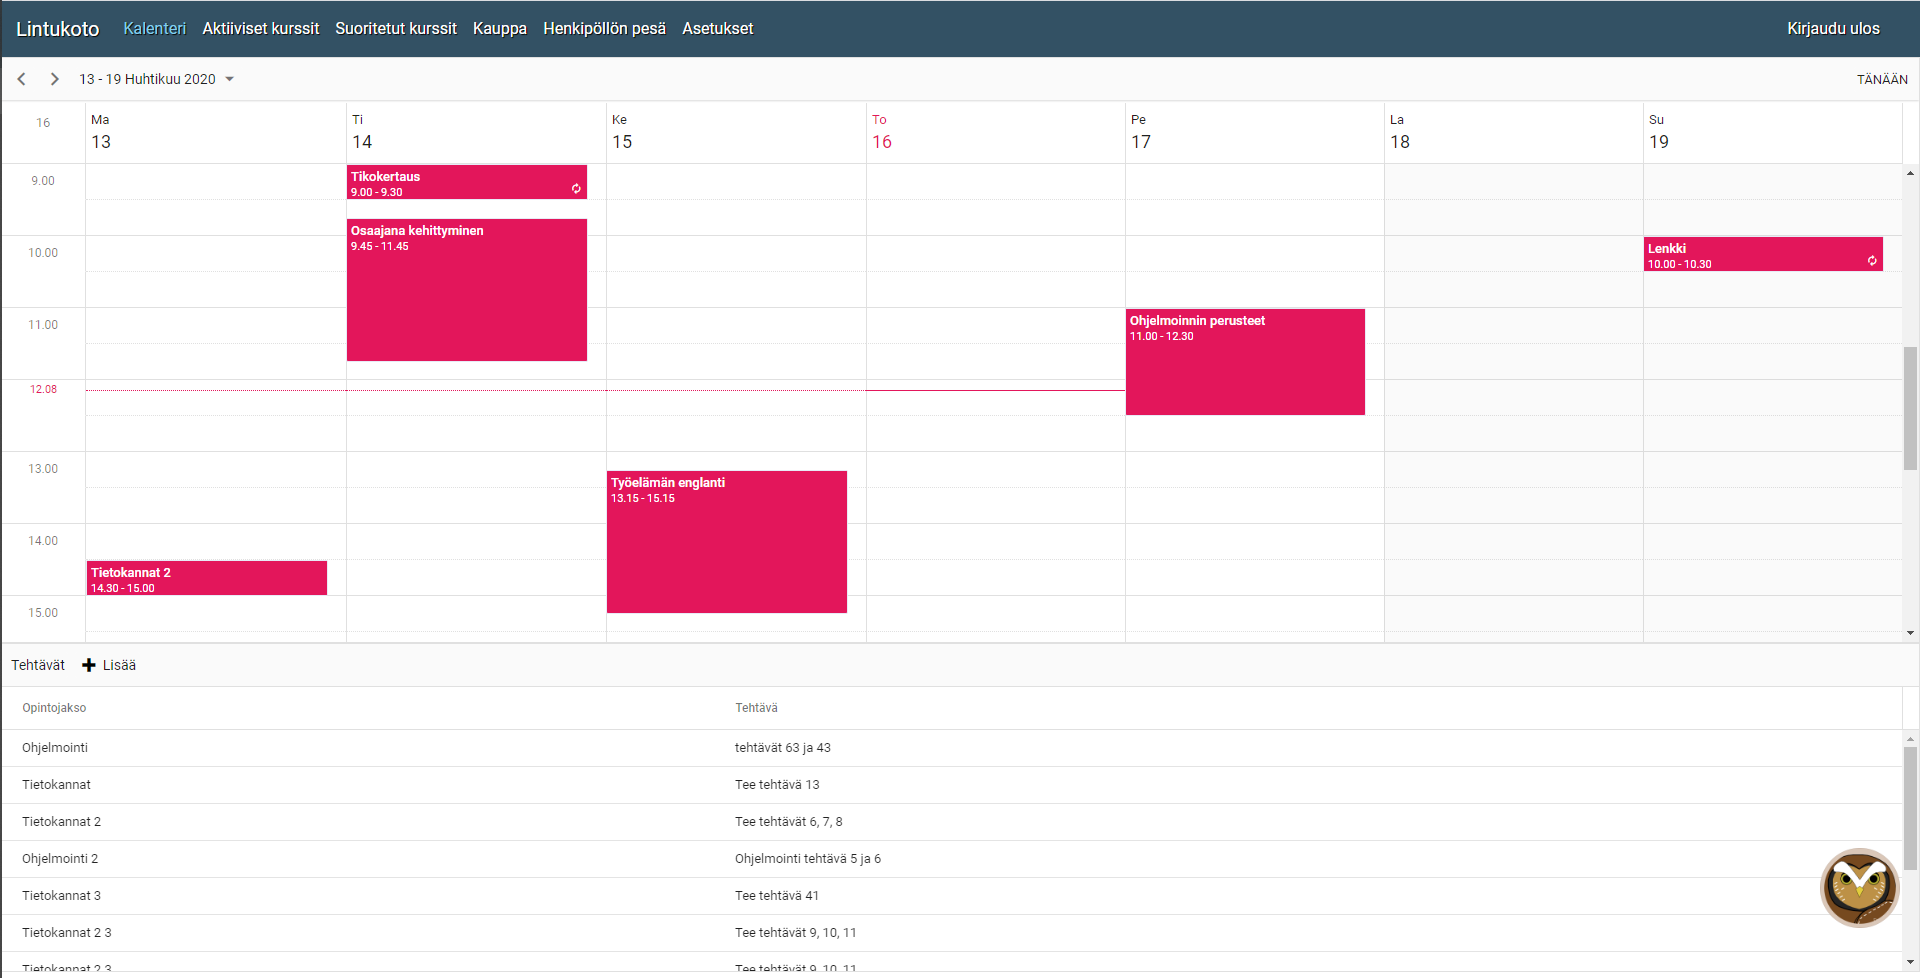 Lintukoto Kalenteri Aktiiviset kurssit Suoritetut kurssit Kauppa Henkipöllön pesä Asetukset Kirjaudu ulos
13 - 19 Huhtikuu 2020 TÄNÄÄN
16 Ma Ti Ke To Pe La Su
13 14 15 16 17 18 19
9.00
Tikokertaus
9.00 - 9.30
Osaajana kehittyminen
9.45 - 11.45
10.00
Lenkki
10.00 - 10.30
11.00
Ohjelmoinnin perusteet
11.00 - 12.30
12.08
13.00
Työelämän englanti
13.15 - 15.15
14.00
Tietokannat 2
14.30 - 15.00
15.00
Tehtävät Lisää
Opintojakso Tehtävä
Ohjelmointi tehtävät 63 ja 43
Tietokannat Tee tehtävä 13
Tietokannat 2 Tee tehtävät 6, 7, 8
Ohjelmointi 2 Ohjelmointi tehtävä 5 ja 6
Tietokannat 3 Tee tehtävä 41
Tietokannat 2 3 Tee tehtävät 9, 10, 11
Tietokannat 2 3 Tee tehtävät 9, 10, 11